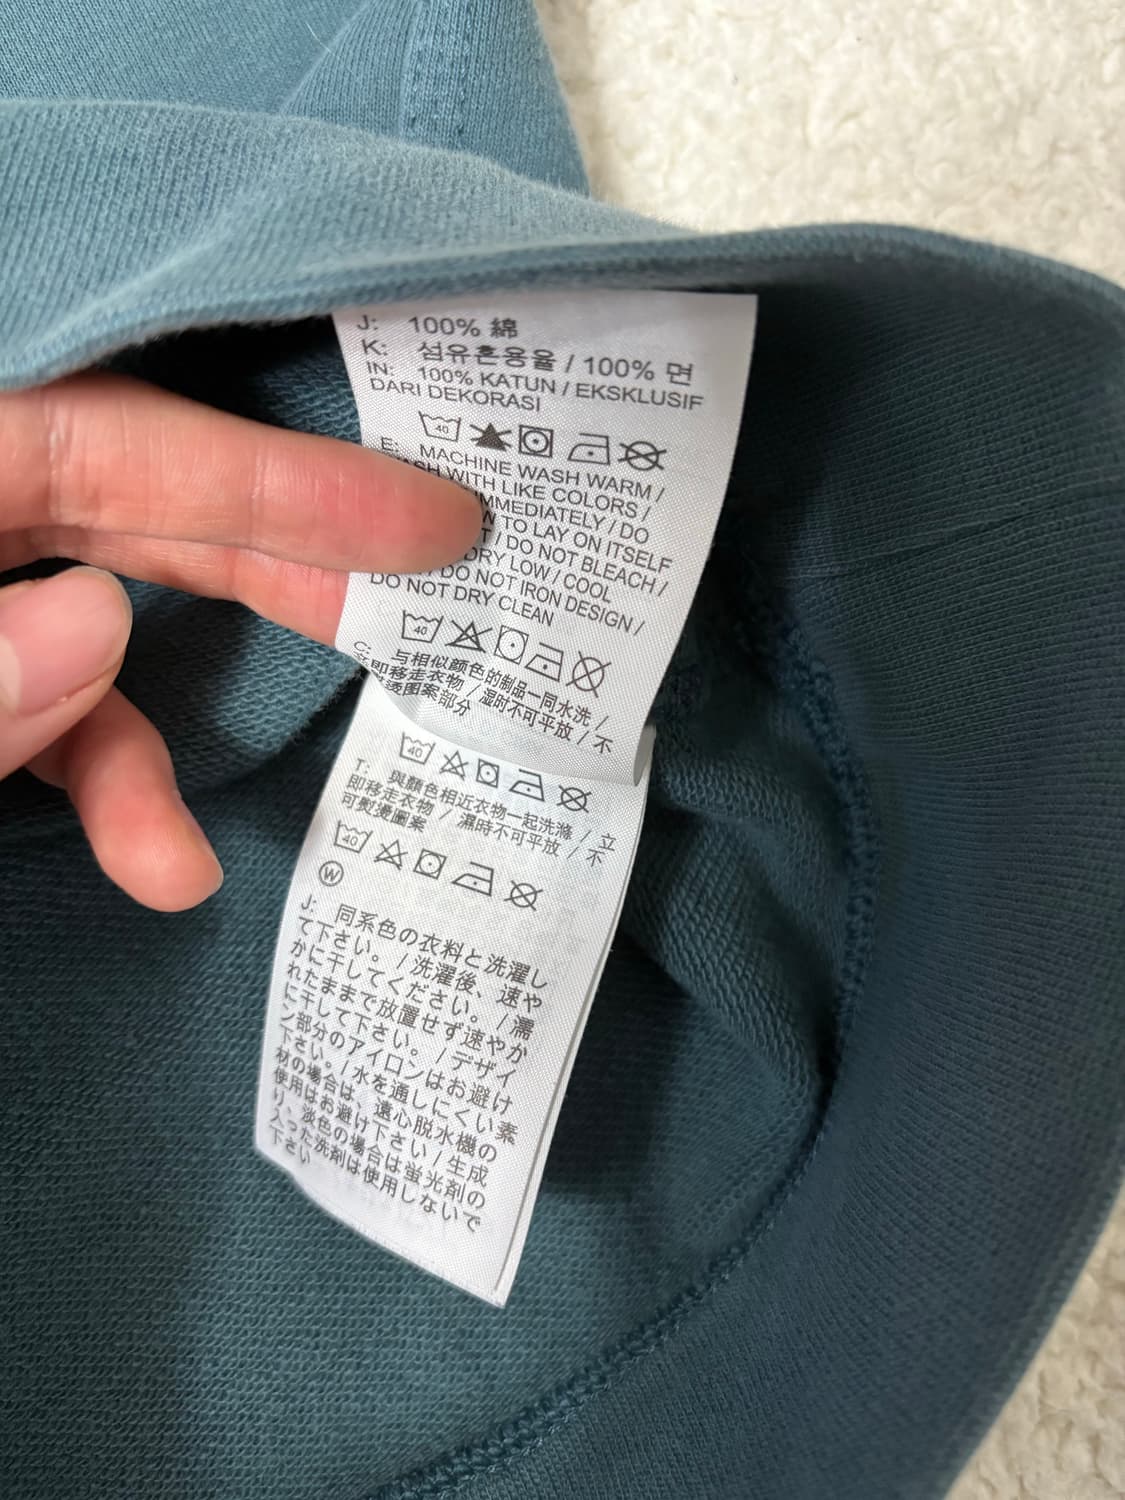 J: 100% 綿
K: 섬유혼용율 / 100% 면
IN: 100% KATUN / EKSKLUSIF
DARI DEKORASI
40
E: MACHINE WASH WARM /
WITH LIKE COLORS /
IMMEDIATELY / DO
TO LAY ON ITSELF
/ DO NOT BLEACH /
DRY LOW / COOL
/ DO NOT IRON DESIGN /
DO NOT DRY CLEAN
40
C: 与相似颜色的制品一同水洗 /
即移走衣物 / 湿时不可平放 / 不
烫图案部分
40
T: 與顏色相近衣物一起洗滌 / 立
即移走衣物 / 濕時不可平放 / 不
可熨燙圖案
40
W
J: 同系色の衣料と洗濯し
て下さい。 / 洗濯後、速や
かに干してください。 / 濡
れたままで放置せず速やか
に干して下さい。 / デザイ
ン部分のアイロンはお避け
下さい。 / 水を通しにくい素
材の場合は、遠心脱水機の
使用はお避け下さい / 生成
り、淡色の場合は蛍光剤の
入った洗剤は使用しないで
下さい